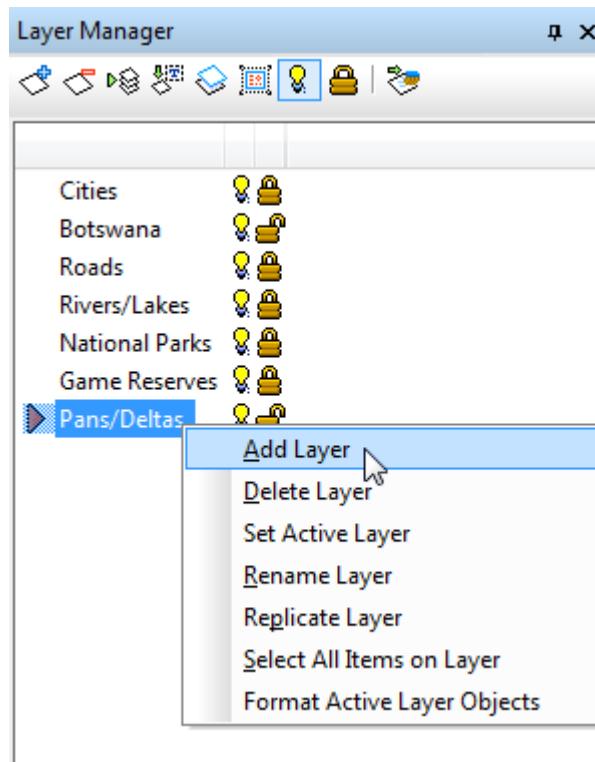 Layer Manager
Cities
Botswana
Roads
Rivers/Lakes
National Parks
Game Reserves
Pans/Deltas
Add Layer
Delete Layer
Set Active Layer
Rename Layer
Replicate Layer
Select All Items on Layer
Format Active Layer Objects